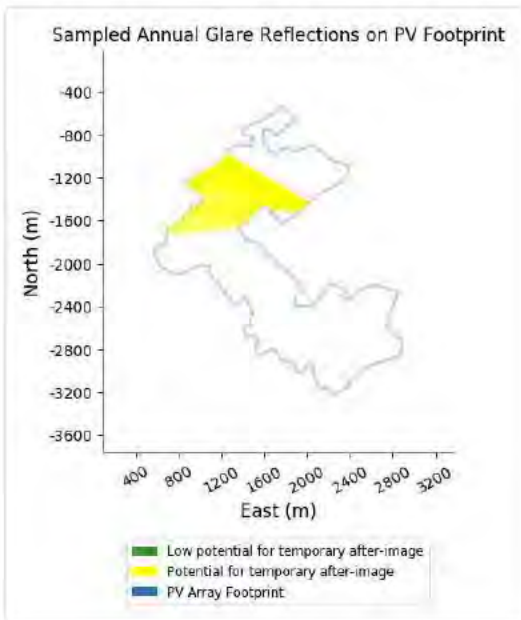 Sampled Annual Glare Reflections on PV Footprint
-400
-800
-1200
-1600
-2000
-2400
-2800
-3200
-3600
North (m)
400 800 1200 1600 2000 2400 2800 3200
East (m)
Low potential for temporary after-image
Potential for temporary after-image
PV Array Footprint